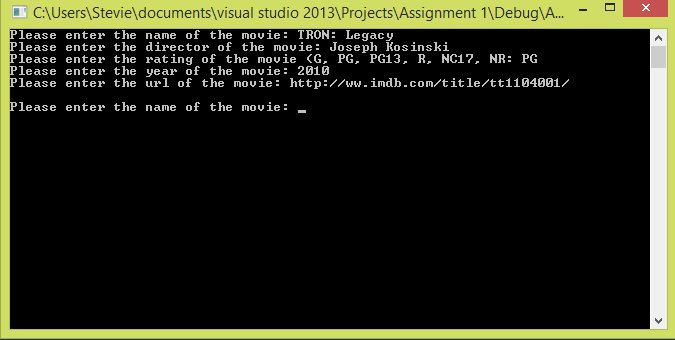 C:\Users\Stevie\documents\visual studio 2013\Projects\Assignment 1\Debug\A...
Please enter the name of the movie: TRON: Legacy
Please enter the director of the movie: Joseph Kosinski
Please enter the rating of the movie (G, PG, PG13, R, NC17, NR: PG
Please enter the year of the movie: 2010
Please enter the url of the movie: http://ww.imdb.com/title/tt1104001/
Please enter the name of the movie: _